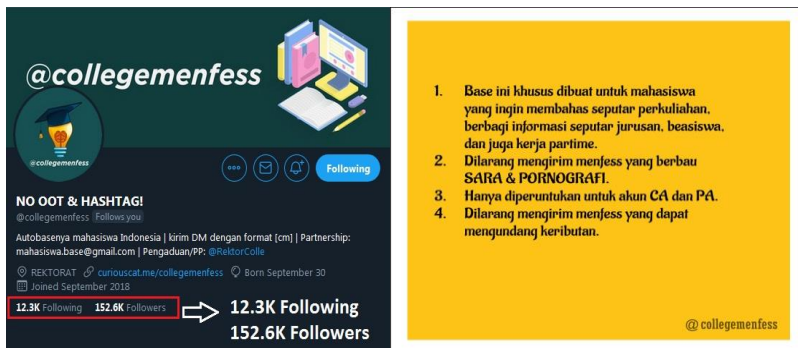 @collegemenfess
@collegemenfess
Following
NO OOT & HASHTAG!
@collegemenfess Follows you
Autobasenya mahasiswa Indonesia | kirim DM dengan format [cm] | Partnership:
mahasiswa.base@gmail.com | Pengaduan/PP: @RektorColle
REKTORAT curiouscat.me/collegemenfess Born September 30
Joined September 2018
12.3K Following 152.6K Followers
12.3K Following
152.6K Followers
1. Base ini khusus dibuat untuk mahasiswa
yang ingin membahas seputar perkuliahan,
berbagi informasi seputar jurusan, beasiswa,
dan juga kerja partime.
2. Dilarang mengirim menfess yang berbau
SARA & PORNOGRAFI.
3. Hanya diperuntukan untuk akun CA dan PA.
4. Dilarang mengirim menfess yang dapat
mengundang keributan.
@collegemenfess